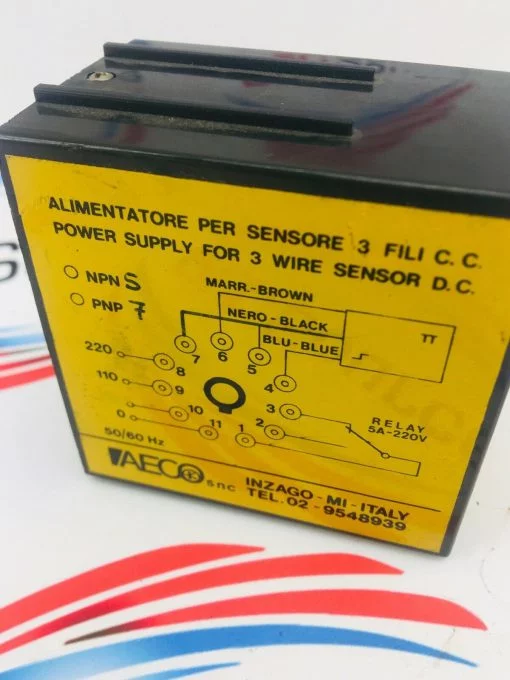 ALIMENTATORE PER SENSORE 3 FILI C.C.
POWER SUPPLY FOR 3 WIRE SENSOR D.C.
NPN 5
PNP 7
MARR.-BROWN
NERO-BLACK
BLU-BLUE
7
6
5
4
220
8
110
9
3
RELAY
5A-220V
10
2
0
11
1
50/60 Hz
AECO snc
INZAGO-MI-ITALY
TEL.02-9548939